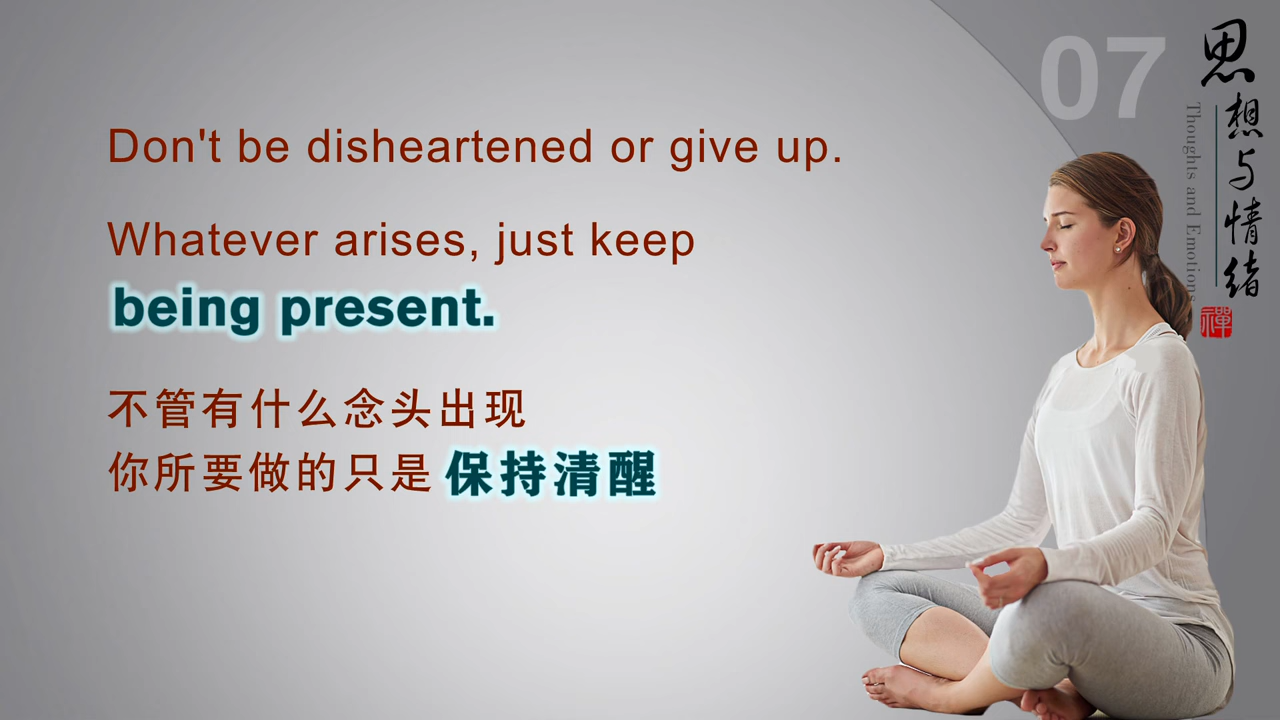 Don't be disheartened or give up.
Whatever arises, just keep
being present.
不管有什么念头出现
你所要做的只是 保持清醒
07
思想与情绪
Thoughts and Emotions
禪